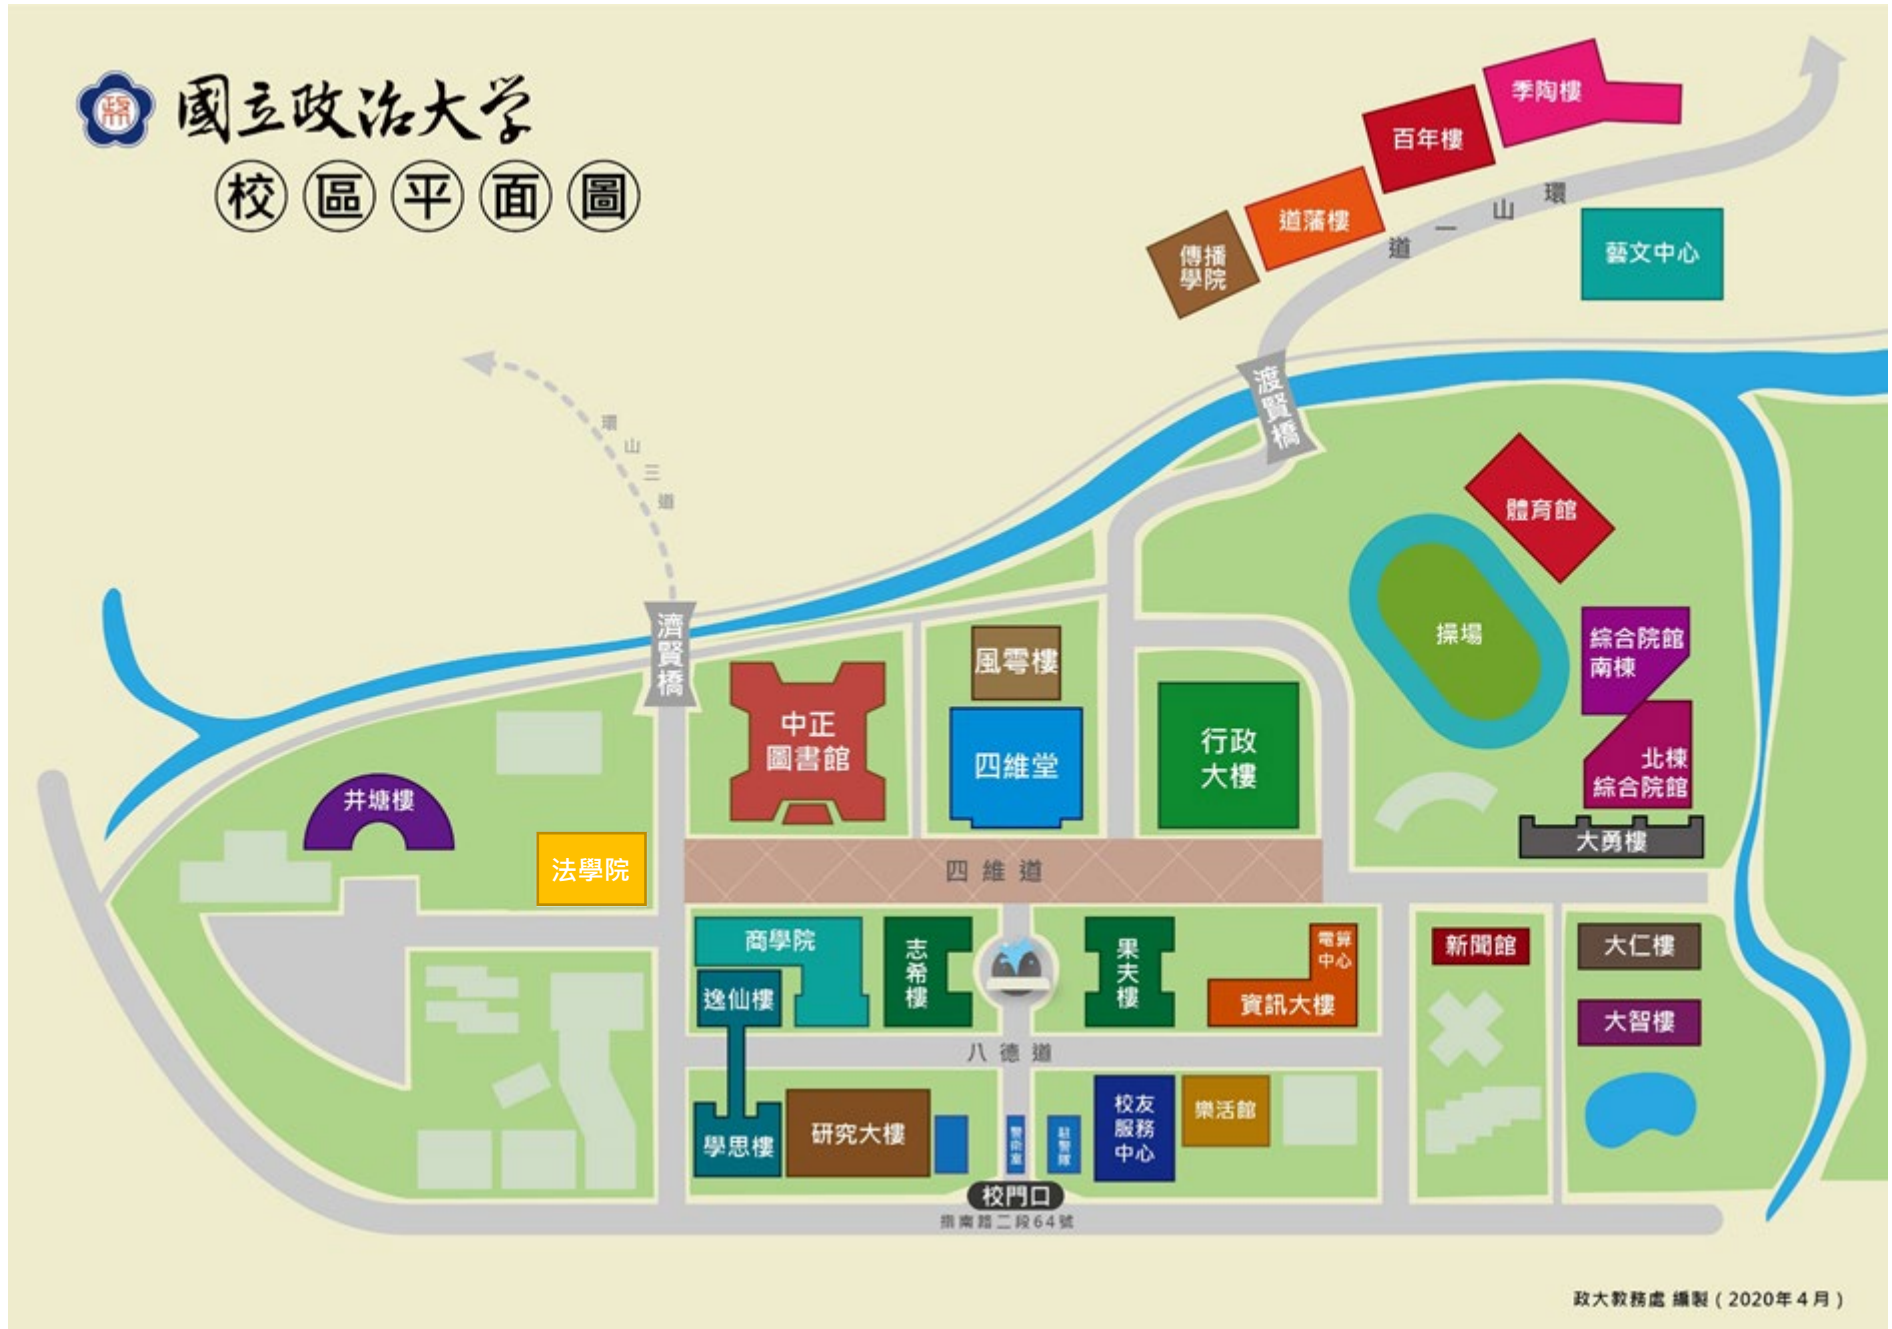 國立政治大学
校區平面圖
季陶樓
百年樓
道藩樓
傳播
學院
環山一道
藝文中心
渡賢橋
環山三道
體育館
操場
濟賢橋
風雩樓
中正
圖書館
四維堂
行政
大樓
綜合院館
南棟
北棟
綜合院館
大勇樓
井塘樓
法學院
四維道
商學院
志希樓
果夫樓
電算
中心
資訊大樓
新聞館
大仁樓
逸仙樓
大智樓
八德道
學思樓
研究大樓
警衛室
駐警隊
校友
服務
中心
樂活館
校門口
指南路二段64號
政大教務處 編製 ( 2020年4月 )